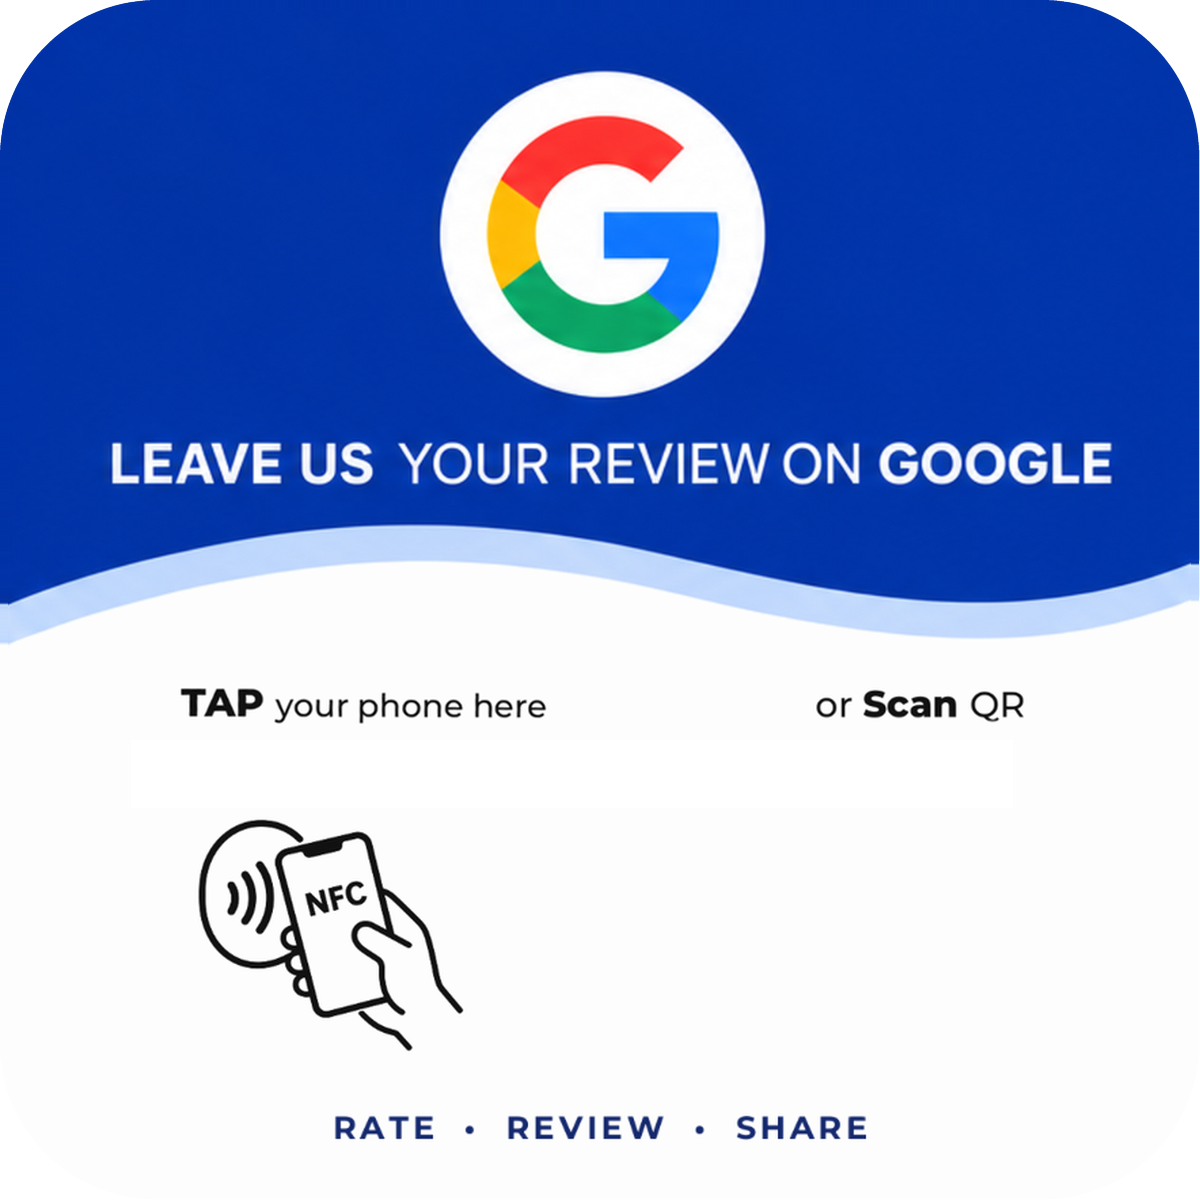 LEAVE US YOUR REVIEW ON GOOGLE
TAP your phone here
or Scan QR
NFC
RATE • REVIEW • SHARE